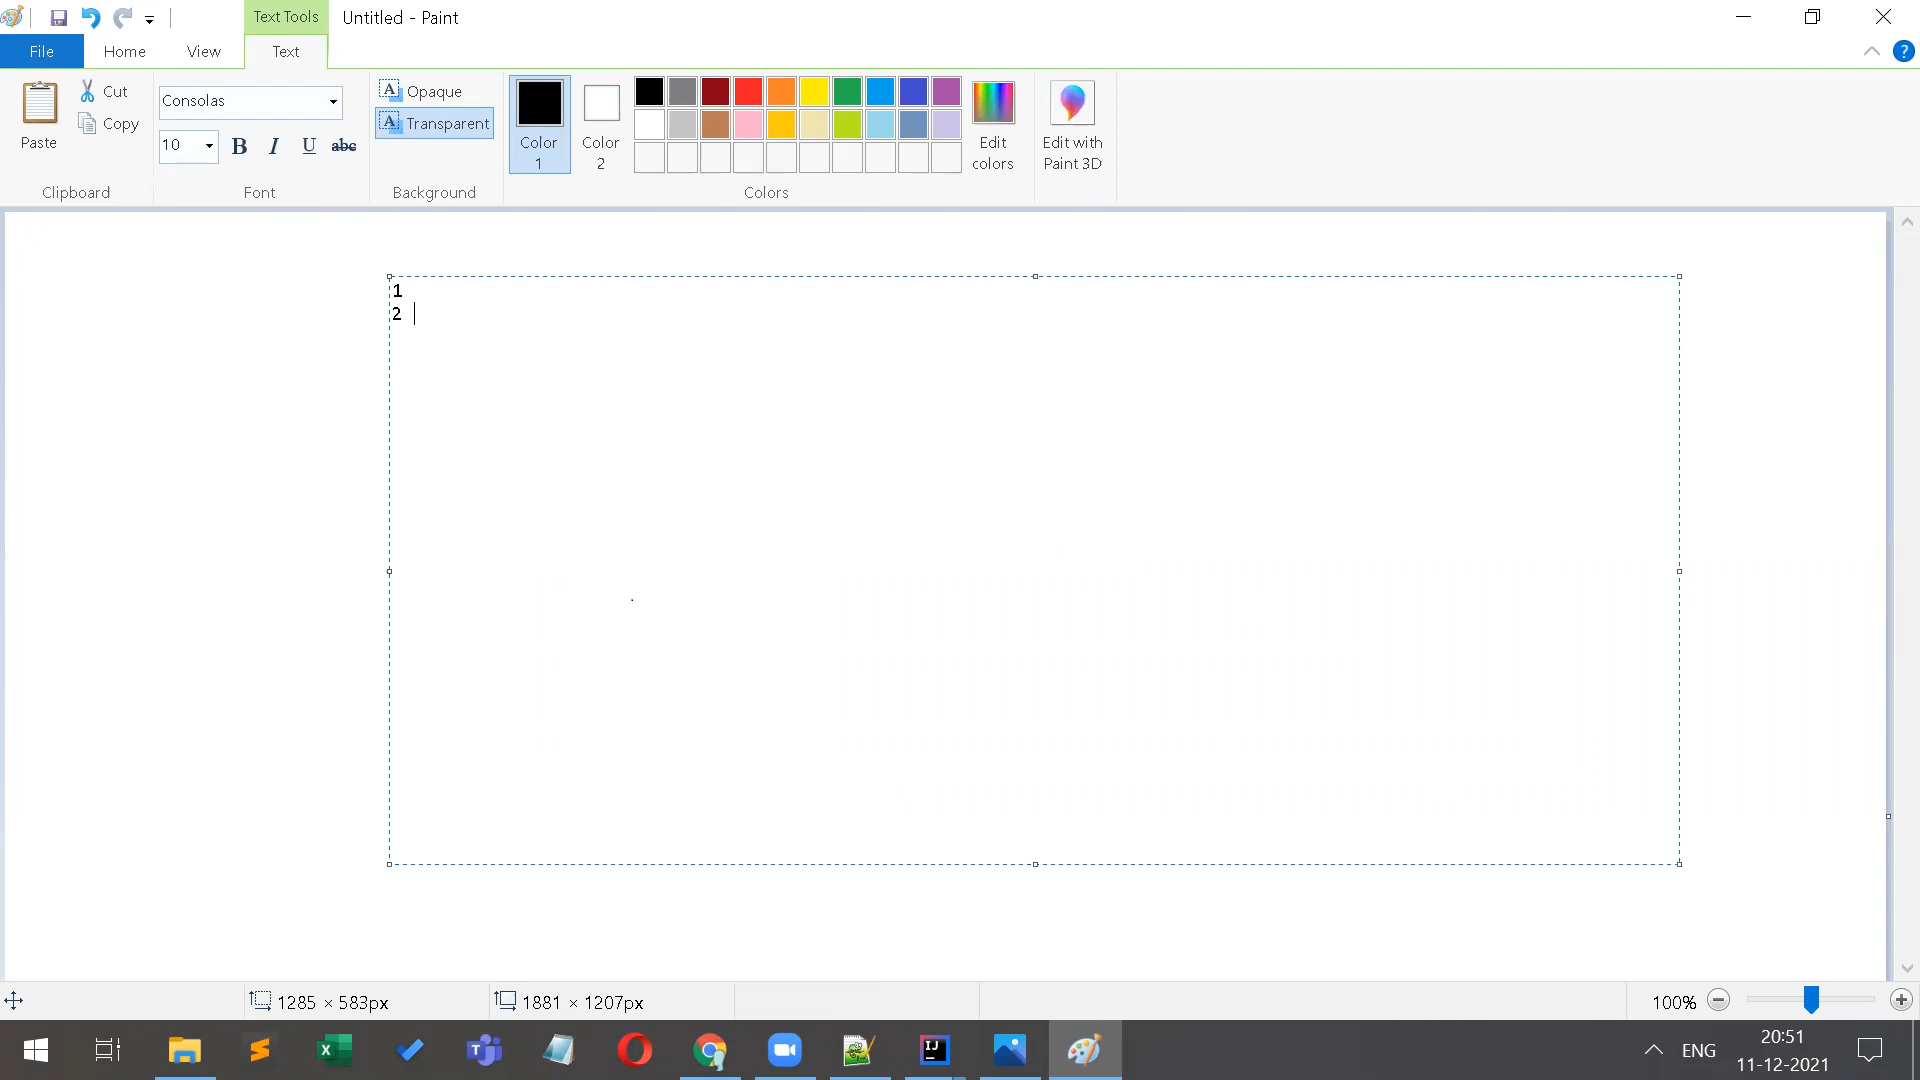 Text Tools
Untitled - Paint
File
Home
View
Text
Paste
Cut
Copy
Clipboard
Consolas
10
B I U abc
Font
A Opaque
A Transparent
Background
Color 1
Color 2
Colors
Edit colors
Edit with Paint 3D
?
1
2
1285 × 583px
1881 × 1207px
100%
IJ
ENG
20:51
11-12-2021